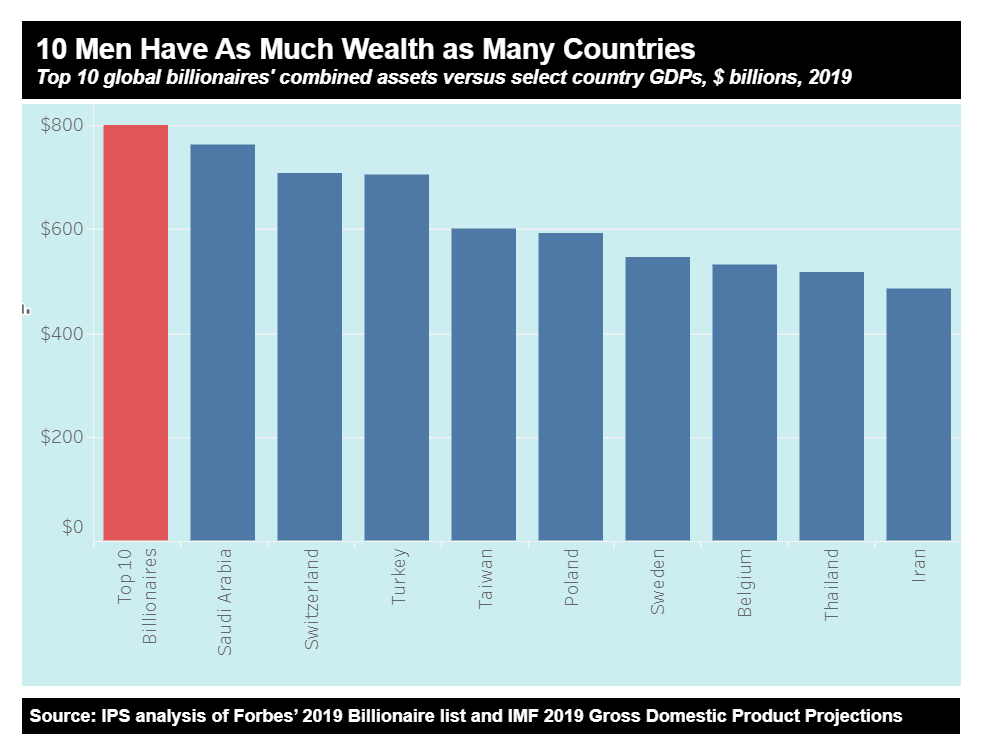 10 Men Have As Much Wealth as Many Countries
Top 10 global billionaires' combined assets versus select country GDPs, $ billions, 2019
$800
$600
$400
$200
$0
Top 10
Billionaires
Saudi Arabia
Switzerland
Turkey
Taiwan
Poland
Sweden
Belgium
Thailand
Iran
Source: IPS analysis of Forbes’ 2019 Billionaire list and IMF 2019 Gross Domestic Product Projections